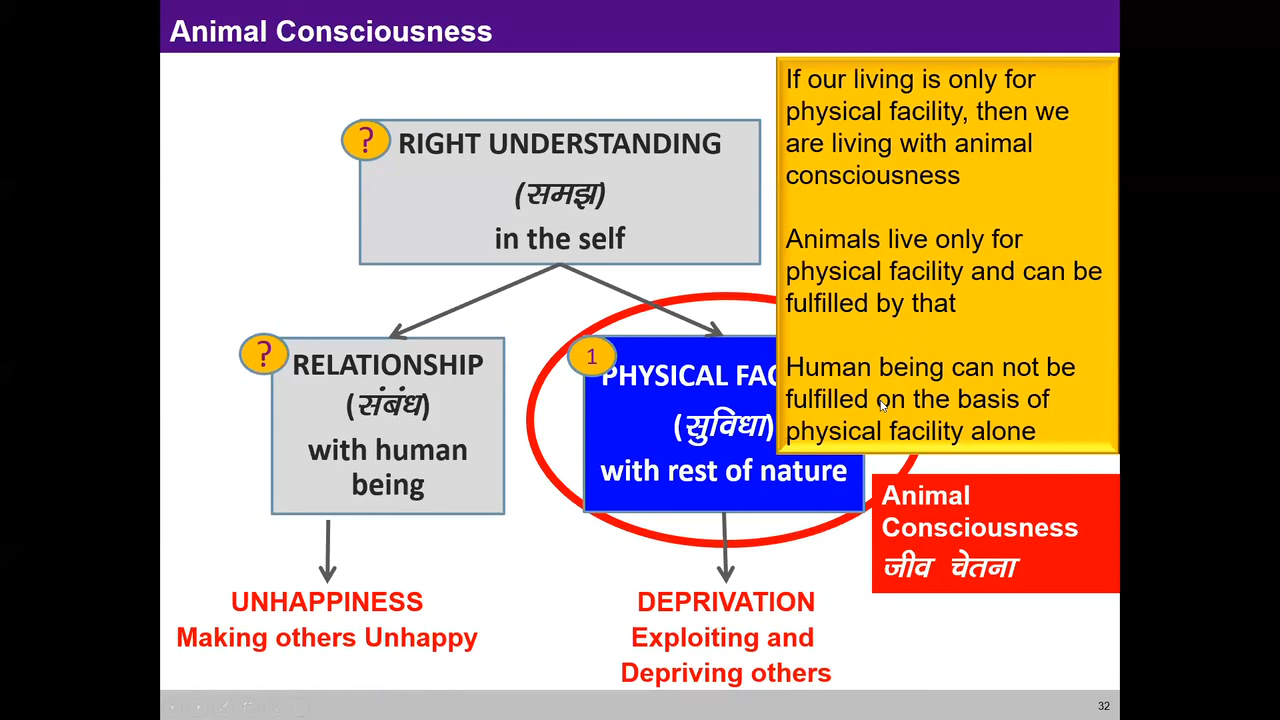 Animal Consciousness
?
RIGHT UNDERSTANDING
(समझ)
in the self
If our living is only for
physical facility, then we
are living with animal
consciousness
Animals live only for
physical facility and can be
fulfilled by that
Human being can not be
fulfilled on the basis of
physical facility alone
?
RELATIONSHIP
(संबंध)
with human
being
1
PHYSICAL FAC
(सुविधा)
with rest of nature
Animal
Consciousness
जीव चेतना
UNHAPPINESS
Making others Unhappy
DEPRIVATION
Exploiting and
Depriving others
32